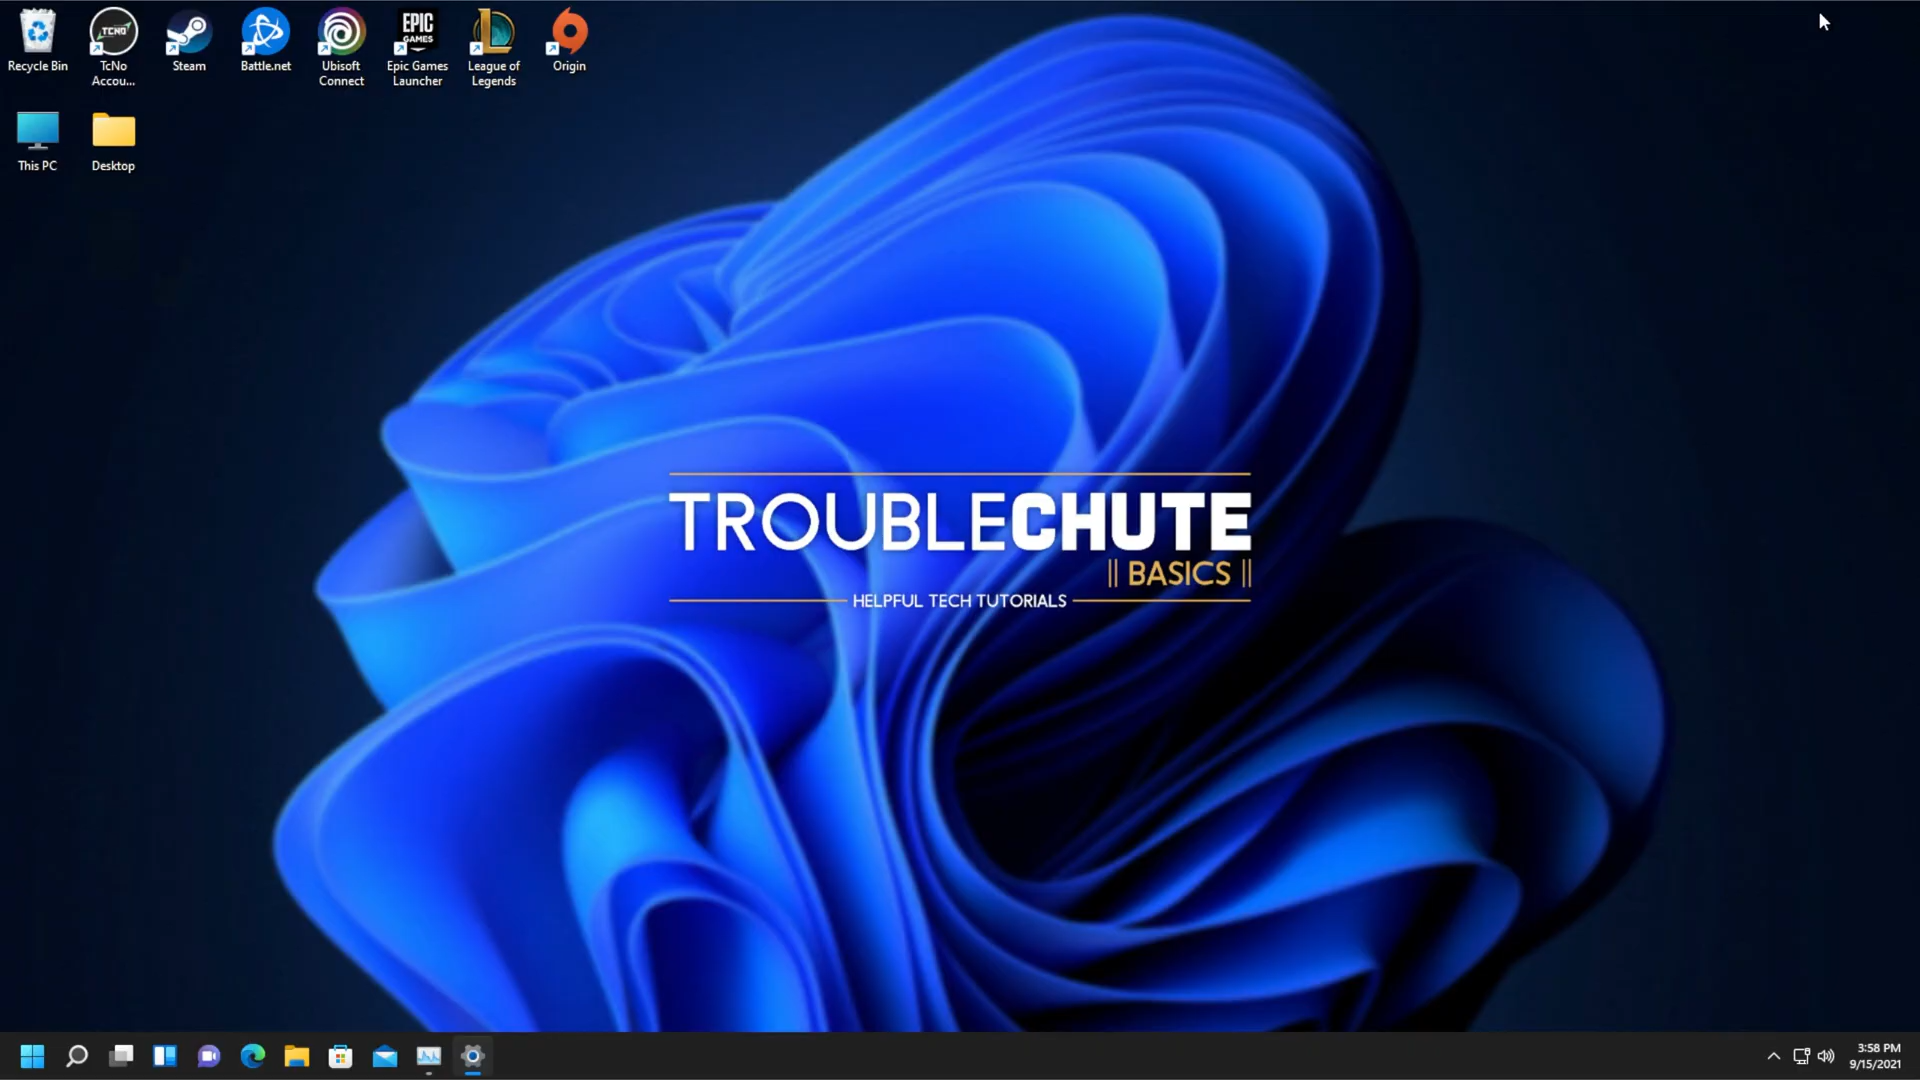 Recycle Bin
TcNo
Accou...
Steam
Battle.net
Ubisoft
Connect
EPIC
GAMES
Epic Games
Launcher
League of
Legends
Origin
TCNO
This PC
Desktop
TROUBLECHUTE
|| BASICS ||
HELPFUL TECH TUTORIALS
3:58 PM
9/15/2021